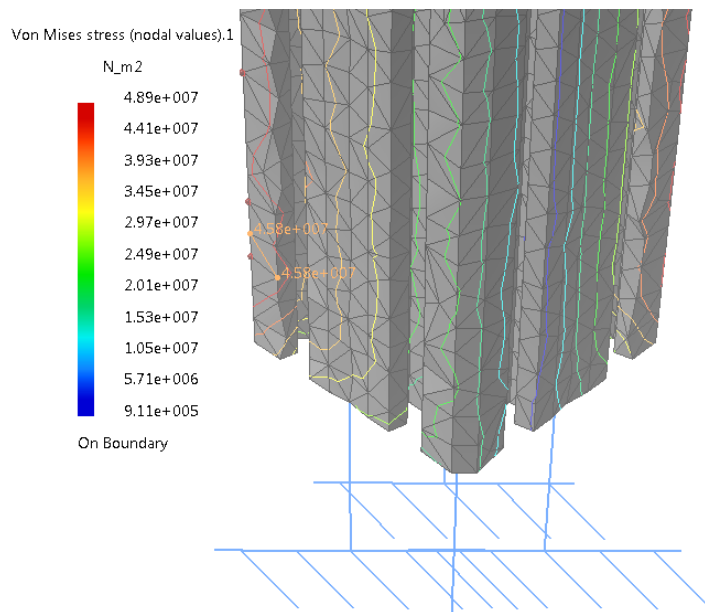 Von Mises stress (nodal values).1
N_m2
4.89e+007
4.41e+007
3.93e+007
3.45e+007
2.97e+007
2.49e+007
2.01e+007
1.53e+007
1.05e+007
5.71e+006
9.11e+005
On Boundary
4.58e+007
4.58e+007